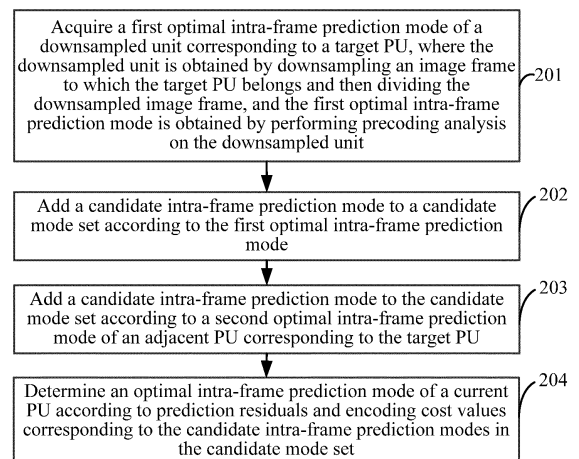 Acquire a first optimal intra-frame prediction mode of a
downsampled unit corresponding to a target PU, where the
downsampled unit is obtained by downsampling an image frame
to which the target PU belongs and then dividing the
downsampled image frame, and the first optimal intra-frame
prediction mode is obtained by performing precoding analysis
on the downsampled unit
201
Add a candidate intra-frame prediction mode to a candidate
mode set according to the first optimal intra-frame prediction
mode
202
Add a candidate intra-frame prediction mode to the candidate
mode set according to a second optimal intra-frame prediction
mode of an adjacent PU corresponding to the target PU
203
Determine an optimal intra-frame prediction mode of a current
PU according to prediction residuals and encoding cost values
corresponding to the candidate intra-frame prediction modes in
the candidate mode set
204